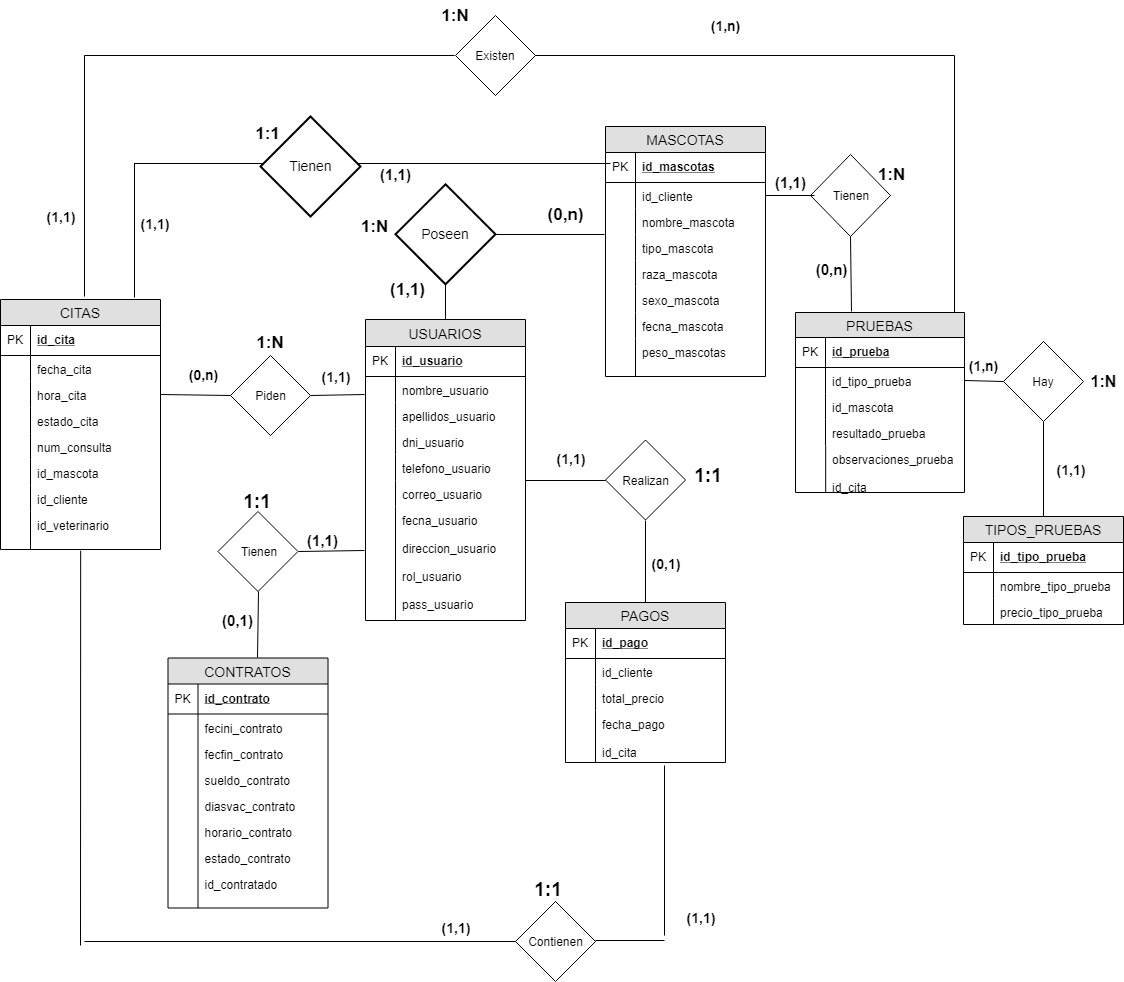 1:N
(1,n)
Existen
1:1
Tienen
(1,1)
(1,1)
(1,1)
MASCOTAS
PK id_mascotas
id_cliente
nombre_mascota
tipo_mascota
raza_mascota
sexo_mascota
fecna_mascota
peso_mascotas
(1,1)
1:N
Tienen
(0,n)
1:N
Poseen
(0,n)
(1,1)
CITAS
PK id_cita
fecha_cita
hora_cita
estado_cita
num_consulta
id_mascota
id_cliente
id_veterinario
1:N
(0,n)
Piden
(1,1)
USUARIOS
PK id_usuario
nombre_usuario
apellidos_usuario
dni_usuario
telefono_usuario
correo_usuario
fecna_usuario
direccion_usuario
rol_usuario
pass_usuario
PRUEBAS
PK id_prueba
id_tipo_prueba
id_mascota
resultado_prueba
observaciones_prueba
id_cita
(1,n)
Hay
1:N
(1,1)
TIPOS_PRUEBAS
PK id_tipo_prueba
nombre_tipo_prueba
precio_tipo_prueba
(1,1)
Realizan
1:1
(0,1)
1:1
Tienen
(1,1)
(0,1)
PAGOS
PK id_pago
id_cliente
total_precio
fecha_pago
id_cita
CONTRATOS
PK id_contrato
fecini_contrato
fecfin_contrato
sueldo_contrato
diasvac_contrato
horario_contrato
estado_contrato
id_contratado
1:1
(1,1)
Contienen
(1,1)